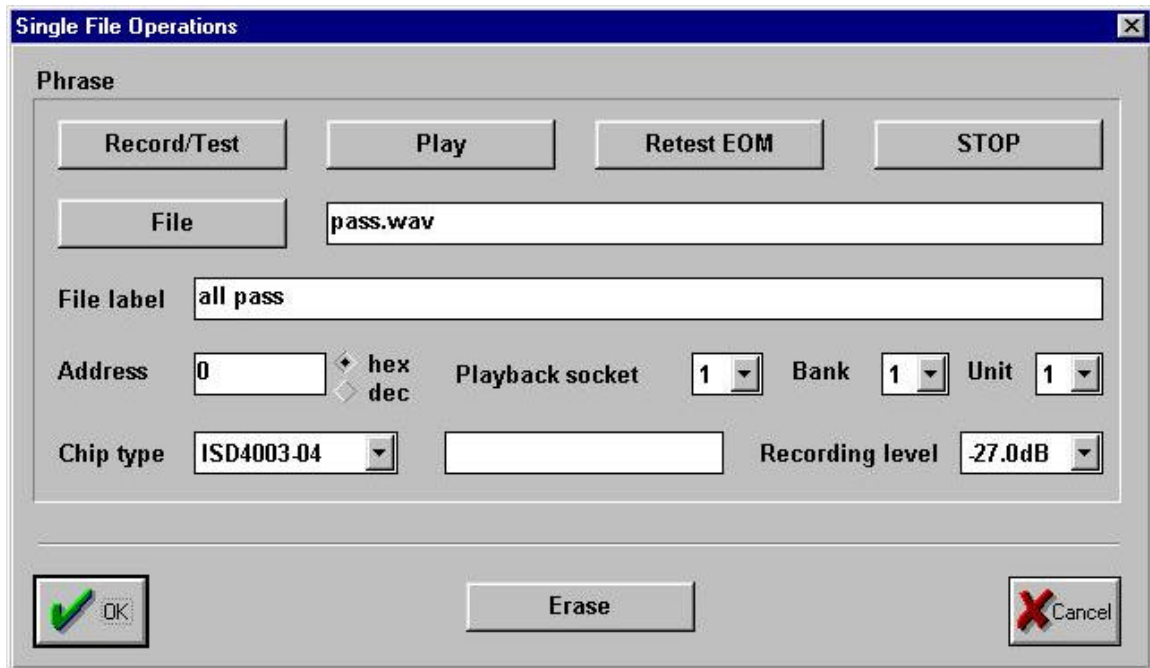 Single File Operations
Phrase
Record/Test Play Retest EOM STOP
File pass.wav
File label all pass
Address 0 hex Playback socket 1 Bank 1 Unit 1
dec
Chip type ISD4003-04 Recording level -27.0dB
OK Erase Cancel